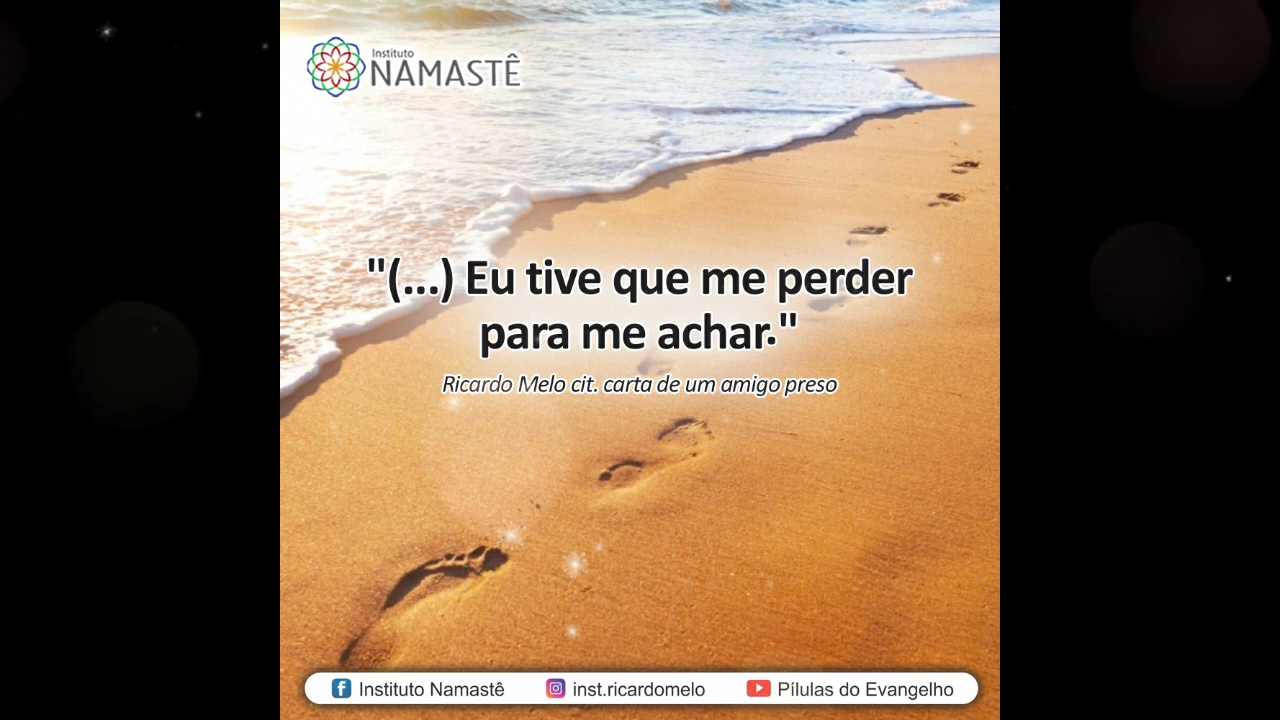 Instituto
NAMASTÊ
"(...) Eu tive que me perder
para me achar."
Ricardo Melo cit. carta de um amigo preso
Instituto Namastê inst.ricardomelo Pílulas do Evangelho